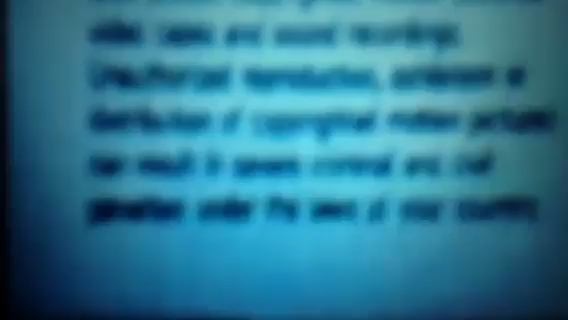 video tapes and sound recordings.
Unauthorized reproduction, exhibition or
distribution of copyrighted motion pictures
can result in severe criminal and civil
penalties under the laws of your country.